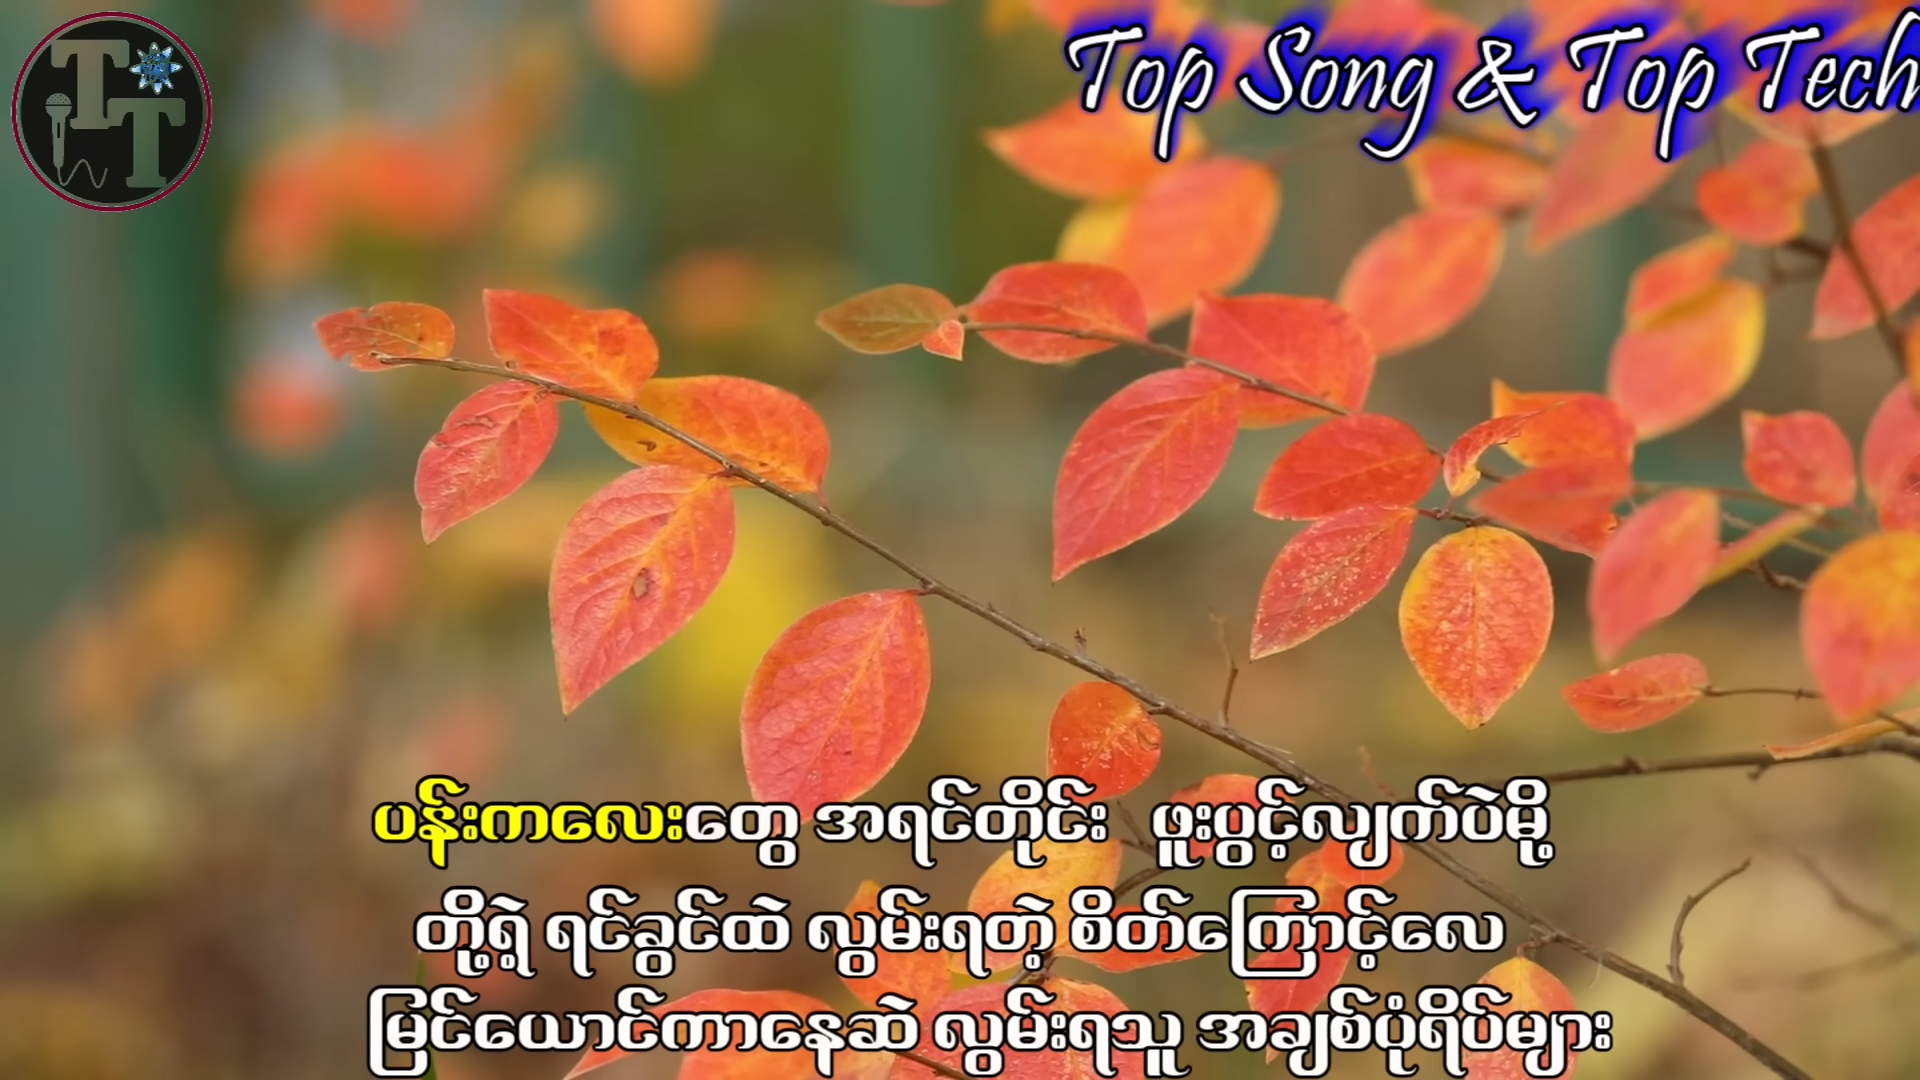 TT
Top Song & Top Tech
ပန်းကလေးတွေ အရင်တိုင်း ဖူးပွင့်လျက်ပဲမို့
တို့ရဲ့ ရင်ခွင်ထဲ လွမ်းရတဲ့ စိတ်ကြောင့်လေ
မြင်ယောင်ကာနေဆဲ လွမ်းရသူ အချစ်ပုံရိပ်များ